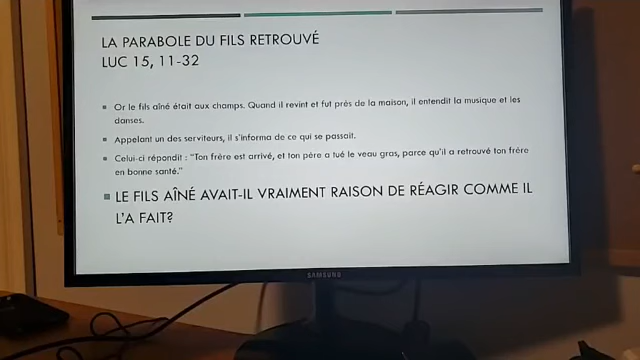 LA PARABOLE DU FILS RETROUVÉ
LUC 15, 11-32
Or le fils aîné était aux champs. Quand il revint et fut près de la maison, il entendit la musique et les
danses.
Appelant un des serviteurs, il s'informa de ce qui se passait.
Celui-ci répondit : "Ton frère est arrivé, et ton père a tué le veau gras, parce qu'il a retrouvé ton frère
en bonne santé."
LE FILS AÎNÉ AVAIT-IL VRAIMENT RAISON DE RÉAGIR COMME IL
L'A FAIT?
SAMSUNG